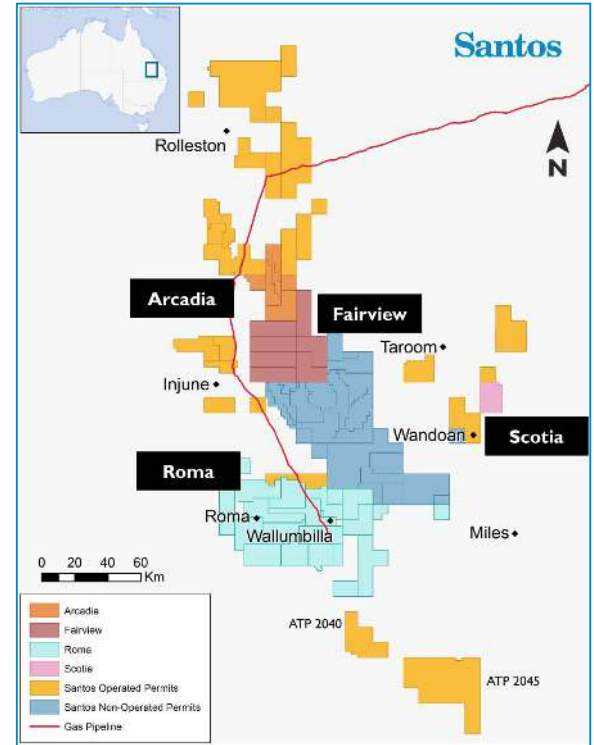 Santos
Rolleston
N
Arcadia
Fairview
Taroom
Injune
Wandoan
Scotia
Roma
Roma
Wallumbilla
Miles
0 20 40 60
Km
ATP 2040
ATP 2045
Arcadia
Fairview
Roma
Scotia
Santos Operated Permits
Santos Non-Operated Permits
Gas Pipeline